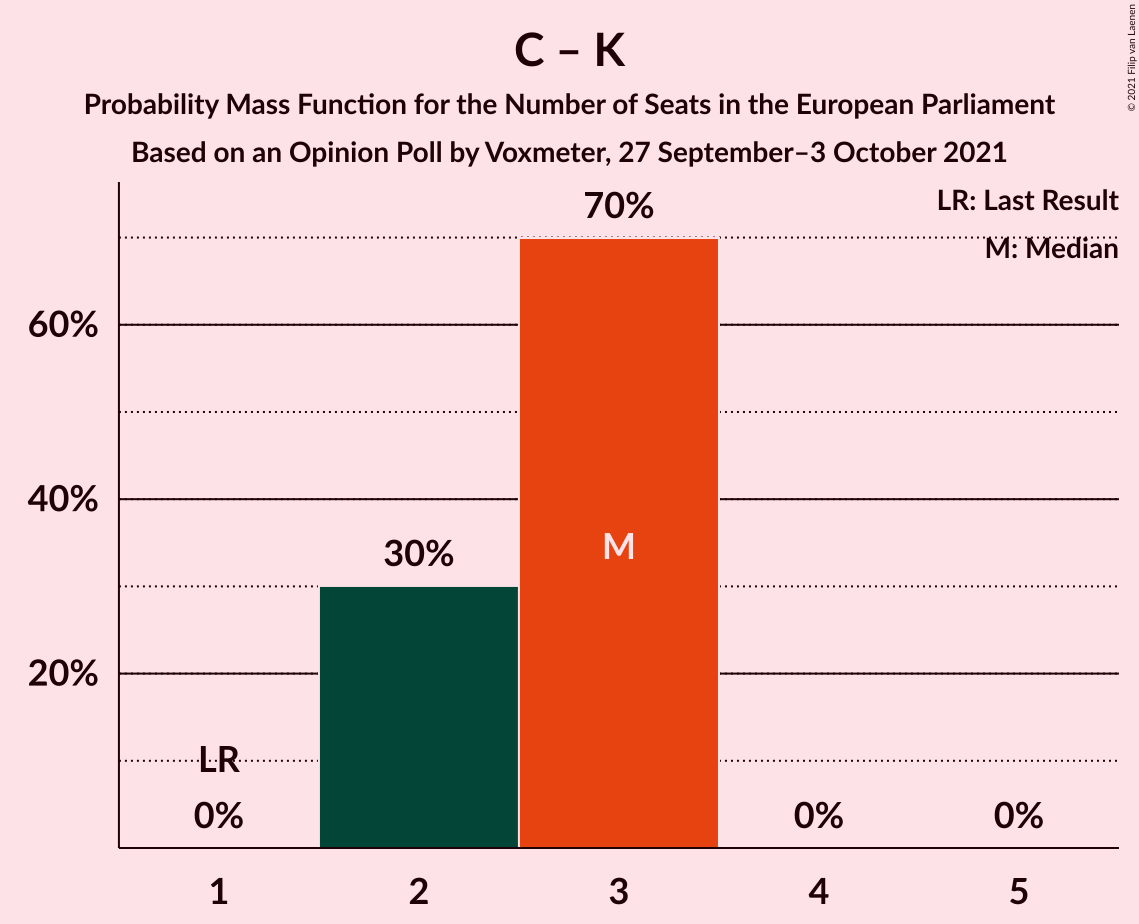 C – K
Probability Mass Function for the Number of Seats in the European Parliament
Based on an Opinion Poll by Voxmeter, 27 September–3 October 2021
© 2021 Filip van Laenen
LR: Last Result
M: Median
70%
60%
40%
30%
20%
M
LR
0%
0%
0%
1 2 3 4 5